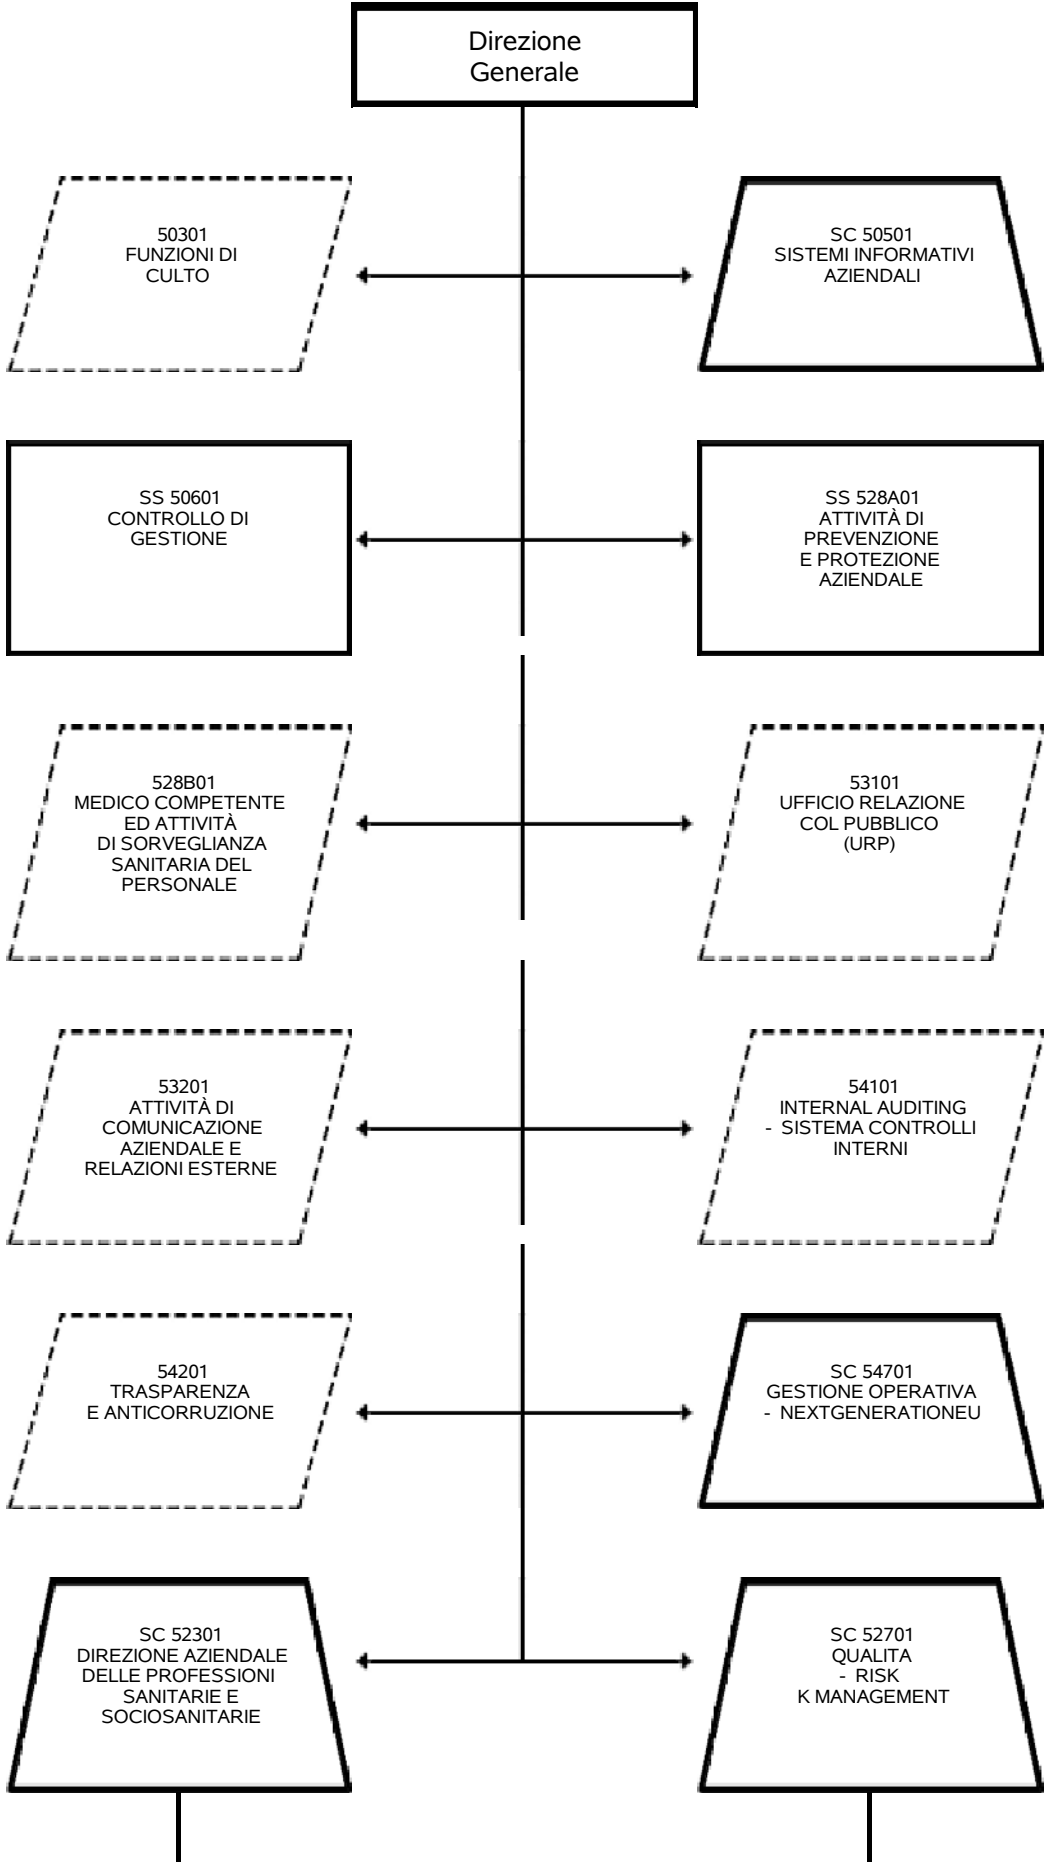 Direzione
Generale
50301
FUNZIONI DI
CULTO
SC 50501
SISTEMI INFORMATIVI
AZIENDALI
SS 50601
CONTROLLO DI
GESTIONE
SS 528A01
ATTIVITÀ DI
PREVENZIONE
E PROTEZIONE
AZIENDALE
528B01
MEDICO COMPETENTE
ED ATTIVITÀ
DI SORVEGLIANZA
SANITARIA DEL
PERSONALE
53101
UFFICIO RELAZIONE
COL PUBBLICO
(URP)
53201
ATTIVITÀ DI
COMUNICAZIONE
AZIENDALE E
RELAZIONI ESTERNE
54101
INTERNAL AUDITING
- SISTEMA CONTROLLI
INTERNI
54201
TRASPARENZA
E ANTICORRUZIONE
SC 54701
GESTIONE OPERATIVA
- NEXTGENERATIONEU
SC 52301
DIREZIONE AZIENDALE
DELLE PROFESSIONI
SANITARIE E
SOCIOSANITARIE
SC 52701
QUALITA
- RISK
K MANAGEMENT